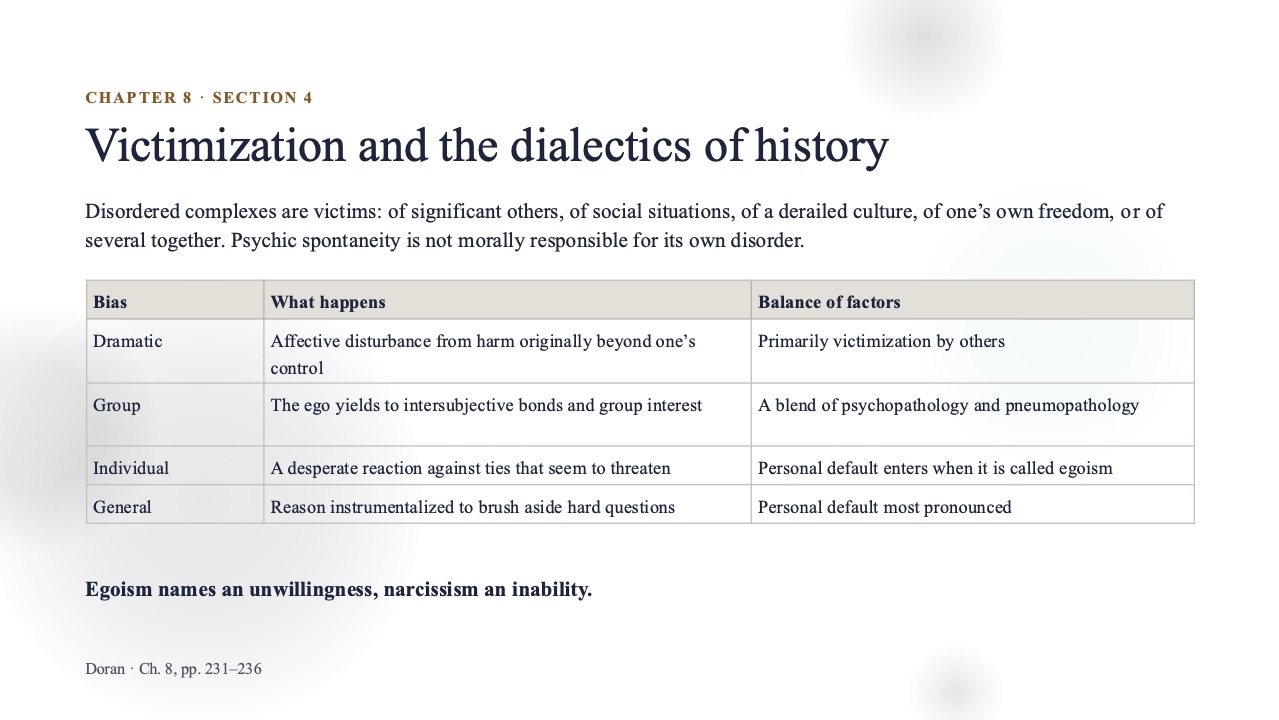 CHAPTER 8 · SECTION 4
Victimization and the dialectics of history
Disordered complexes are victims: of significant others, of social situations, of a derailed culture, of one’s own freedom, or of
several together. Psychic spontaneity is not morally responsible for its own disorder.
Bias What happens Balance of factors
Dramatic Affective disturbance from harm originally beyond one’s Primarily victimization by others
control
Group The ego yields to intersubjective bonds and group interest A blend of psychopathology and pneumopathology
Individual A desperate reaction against ties that seem to threaten Personal default enters when it is called egoism
General Reason instrumentalized to brush aside hard questions Personal default most pronounced
Egoism names an unwillingness, narcissism an inability.
Doran · Ch. 8, pp. 231–236